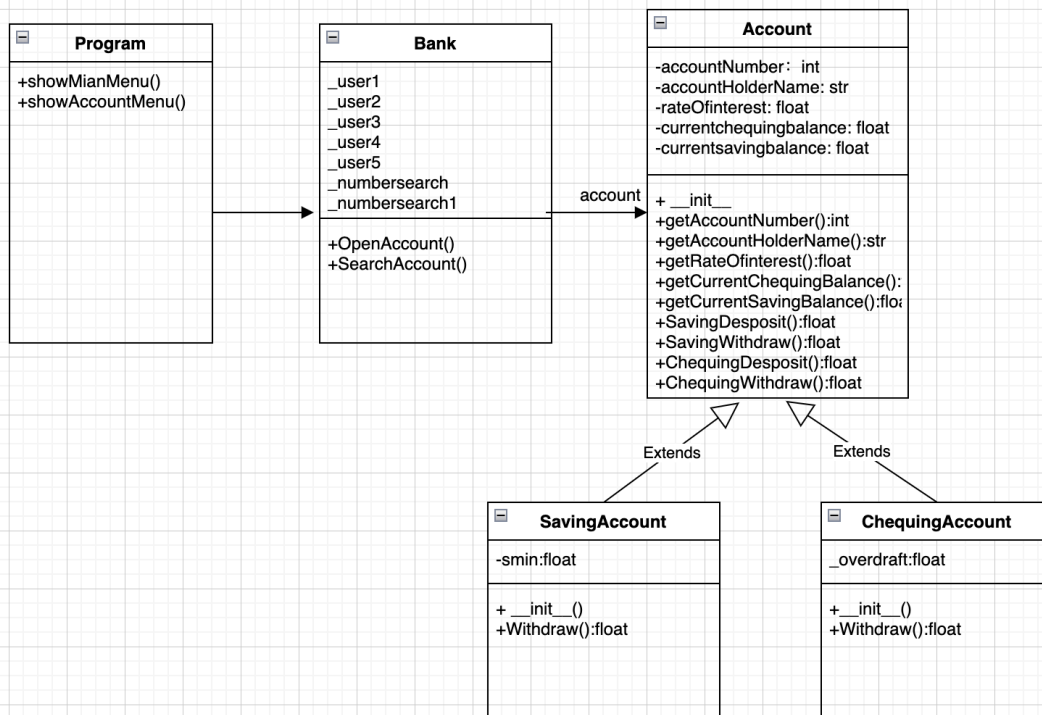 Program
+showMianMenu()
+showAccountMenu()
Bank
_user1
_user2
_user3
_user4
_user5
_numbersearch
_numbersearch1
+OpenAccount()
+SearchAccount()
account
Account
-accountNumber: int
-accountHolderName: str
-rateOfinterest: float
-currentchequingbalance: float
-currentsavingbalance: float
+ __init__
+getAccountNumber():int
+getAccountHolderName():str
+getRateOfinterest():float
+getCurrentChequingBalance():
+getCurrentSavingBalance():floa
+SavingDesposit():float
+SavingWithdraw():float
+ChequingDesposit():float
+ChequingWithdraw():float
Extends
Extends
SavingAccount
-smin:float
+ __init__()
+Withdraw():float
ChequingAccount
_overdraft:float
+__init__()
+Withdraw():float